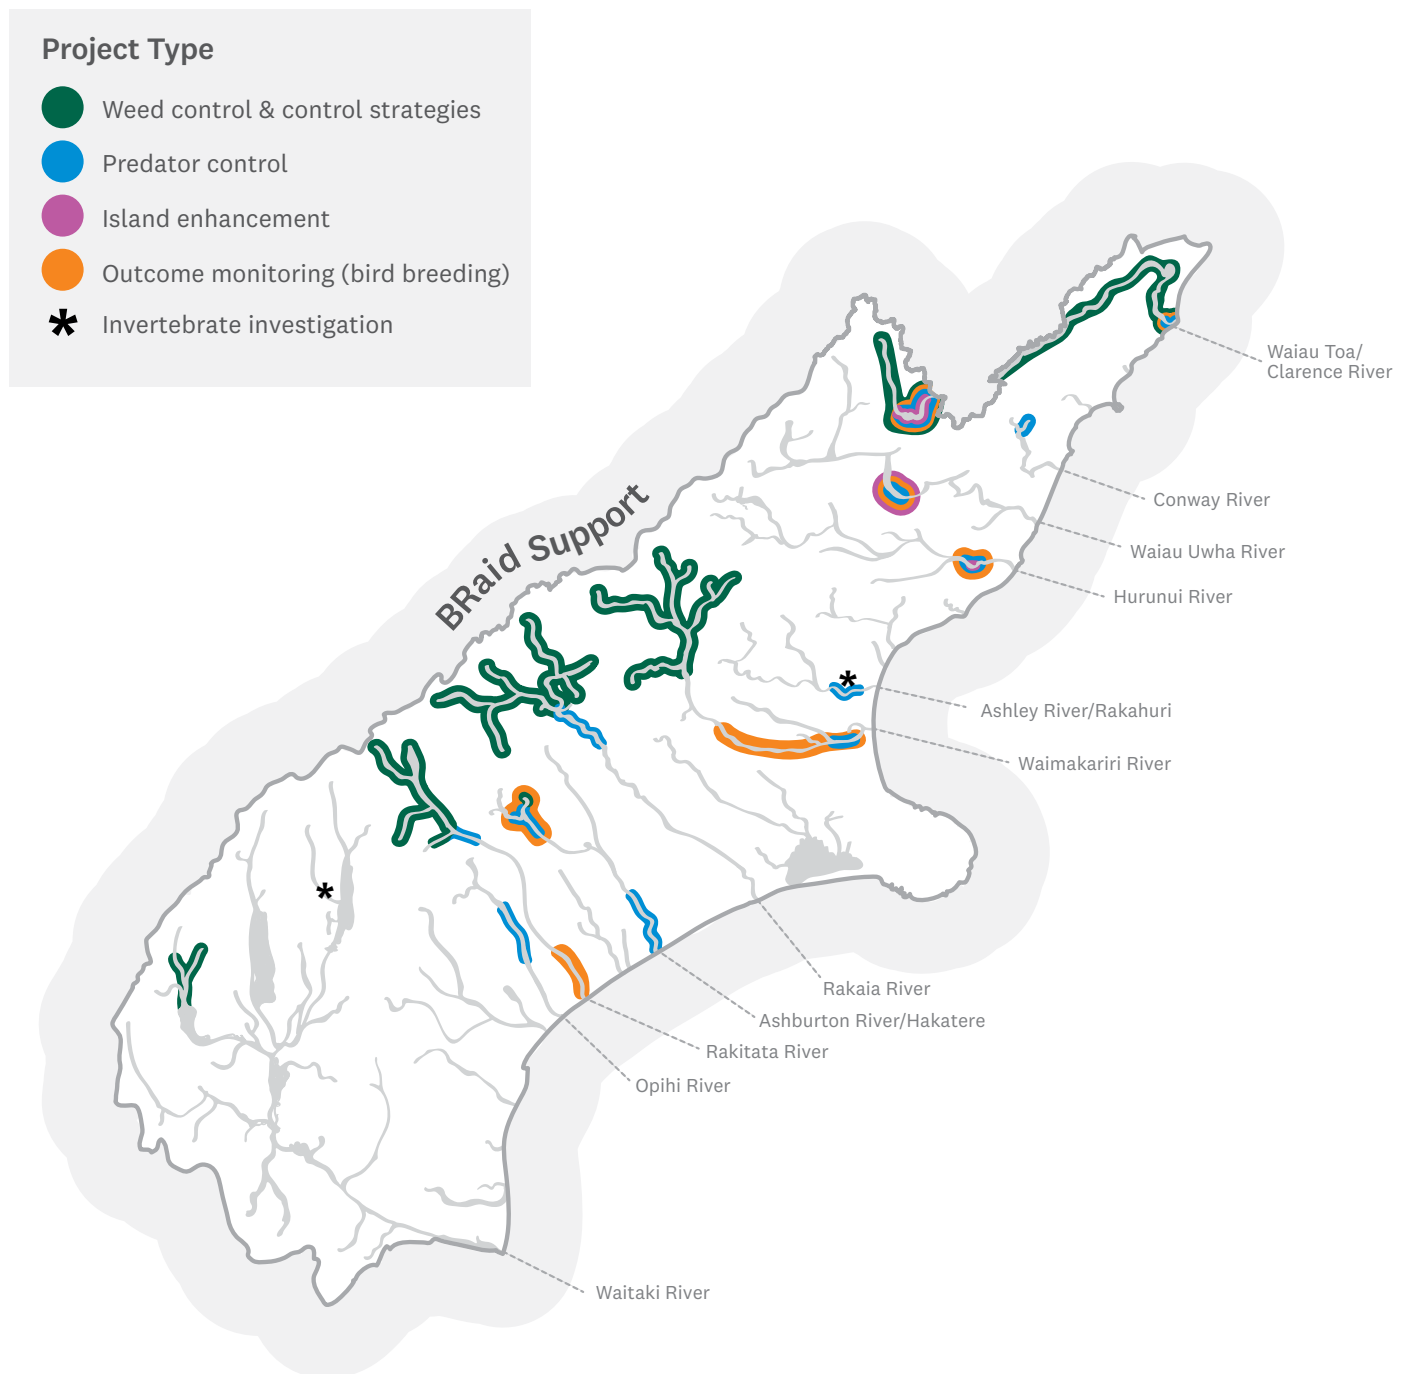 Project Type
Weed control & control strategies
Predator control
Island enhancement
Outcome monitoring (bird breeding)
* Invertebrate investigation
BRaid Support
Waiau Toa/
Clarence River
Conway River
Waiau Uwha River
Hurunui River
*
Ashley River/Rakahuri
Waimakariri River
*
Rakaia River
Ashburton River/Hakatere
Rakitata River
Opihi River
Waitaki River